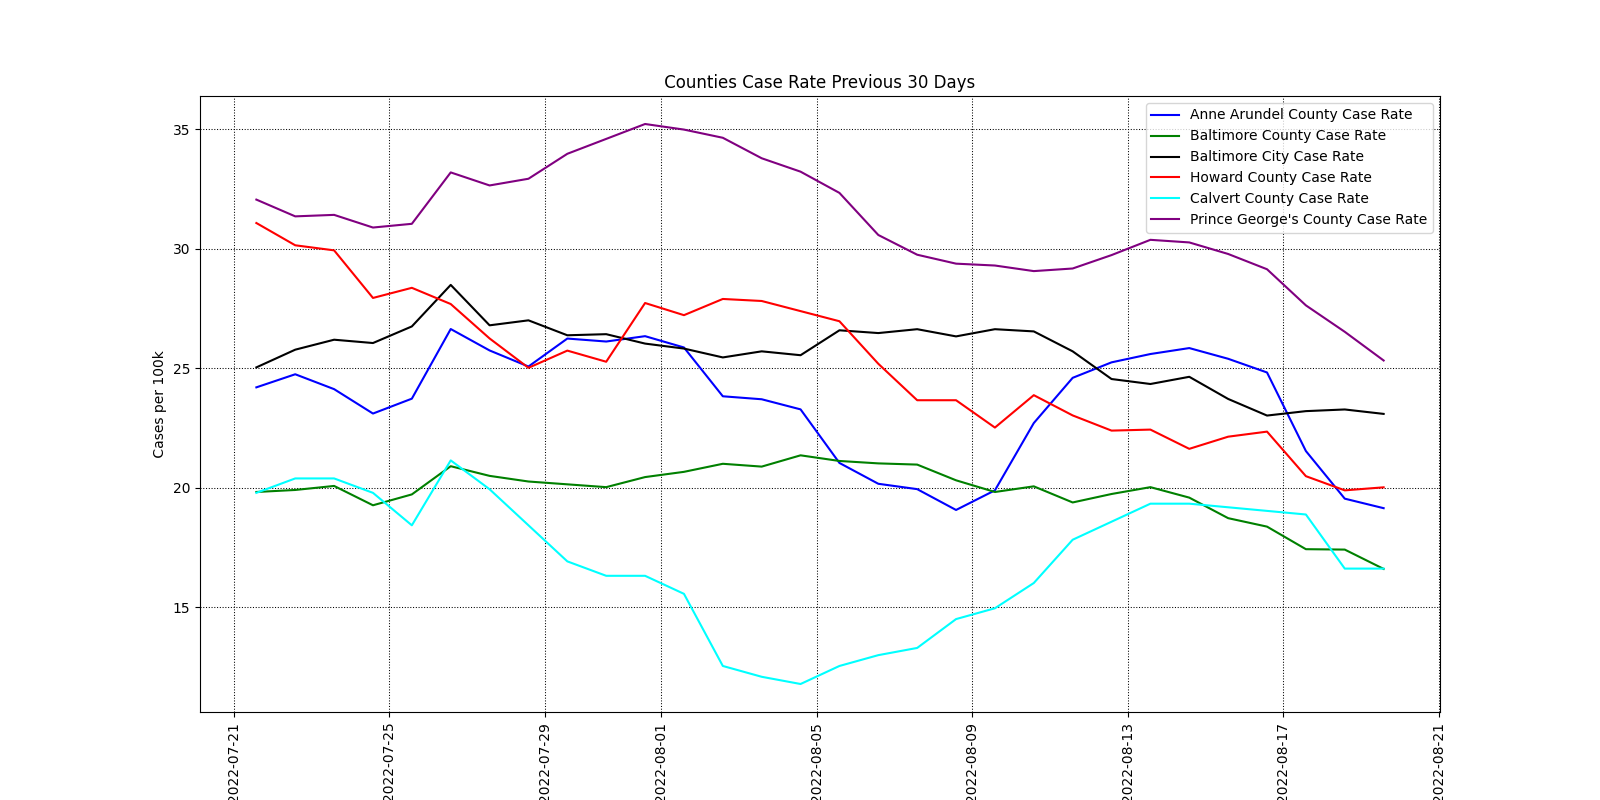 Counties Case Rate Previous 30 Days
Anne Arundel County Case Rate
Baltimore County Case Rate
Baltimore City Case Rate
Howard County Case Rate
Calvert County Case Rate
Prince George's County Case Rate
Cases per 100k
35
30
25
20
15
2022-07-21
2022-07-25
2022-07-29
2022-08-01
2022-08-05
2022-08-09
2022-08-13
2022-08-17
2022-08-21